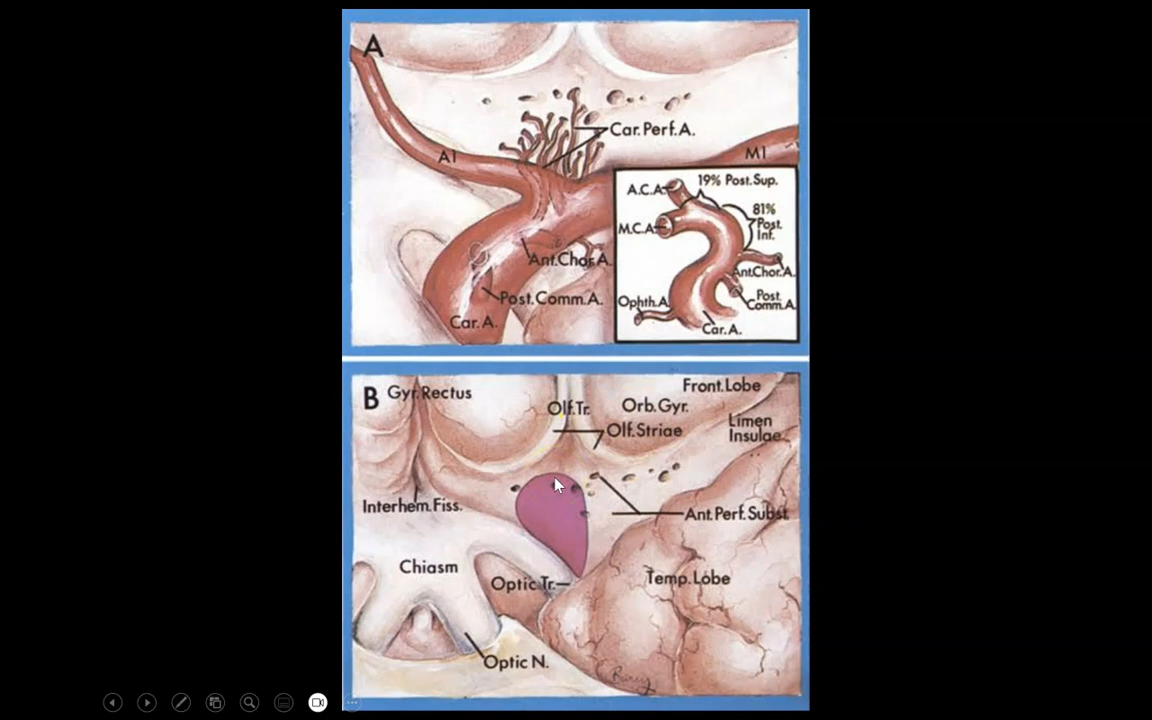 A
Car. Perf. A.
A1
M1
Ant. Chor. A.
Post. Comm. A.
Car. A.
A.C.A.
19% Post. Sup.
M.C.A.
81%
Post.
Inf.
Ant. Chor. A.
Ophth. A.
Post.
Comm. A.
Car. A.
B
Gyr. Rectus
Front. Lobe
Olf. Tr.
Orb. Gyr.
Olf. Striae
Limen
Insulae
Interhem. Fiss.
Ant. Perf. Subst.
Chiasm
Optic Tr.
Temp. Lobe
Optic N.